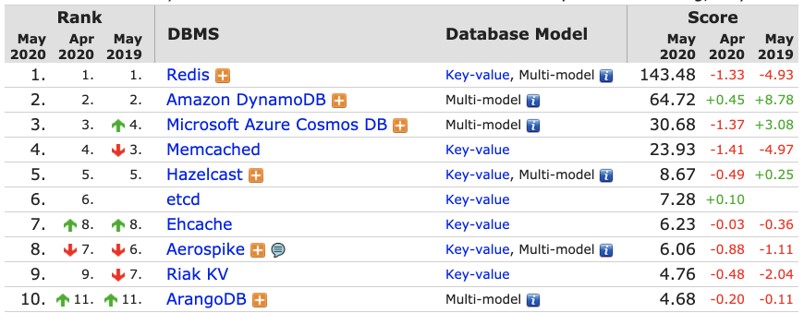 Rank Score
May 2020 Apr 2020 May 2019 DBMS Database Model May 2020 Apr 2020 May 2019
1. 1. 1. Redis Key-value, Multi-model 143.48 -1.33 -4.93
2. 2. 2. Amazon DynamoDB Multi-model 64.72 +0.45 +8.78
3. 3. 4. Microsoft Azure Cosmos DB Multi-model 30.68 -1.37 +3.08
4. 4. 3. Memcached Key-value 23.93 -1.41 -4.97
5. 5. 5. Hazelcast Key-value, Multi-model 8.67 -0.49 +0.25
6. 6. etcd Key-value 7.28 +0.10
7. 8. 8. Ehcache Key-value 6.23 -0.03 -0.36
8. 7. 6. Aerospike Key-value, Multi-model 6.06 -0.88 -1.11
9. 9. 7. Riak KV Key-value 4.76 -0.48 -2.04
10. 11. 11. ArangoDB Multi-model 4.68 -0.20 -0.11